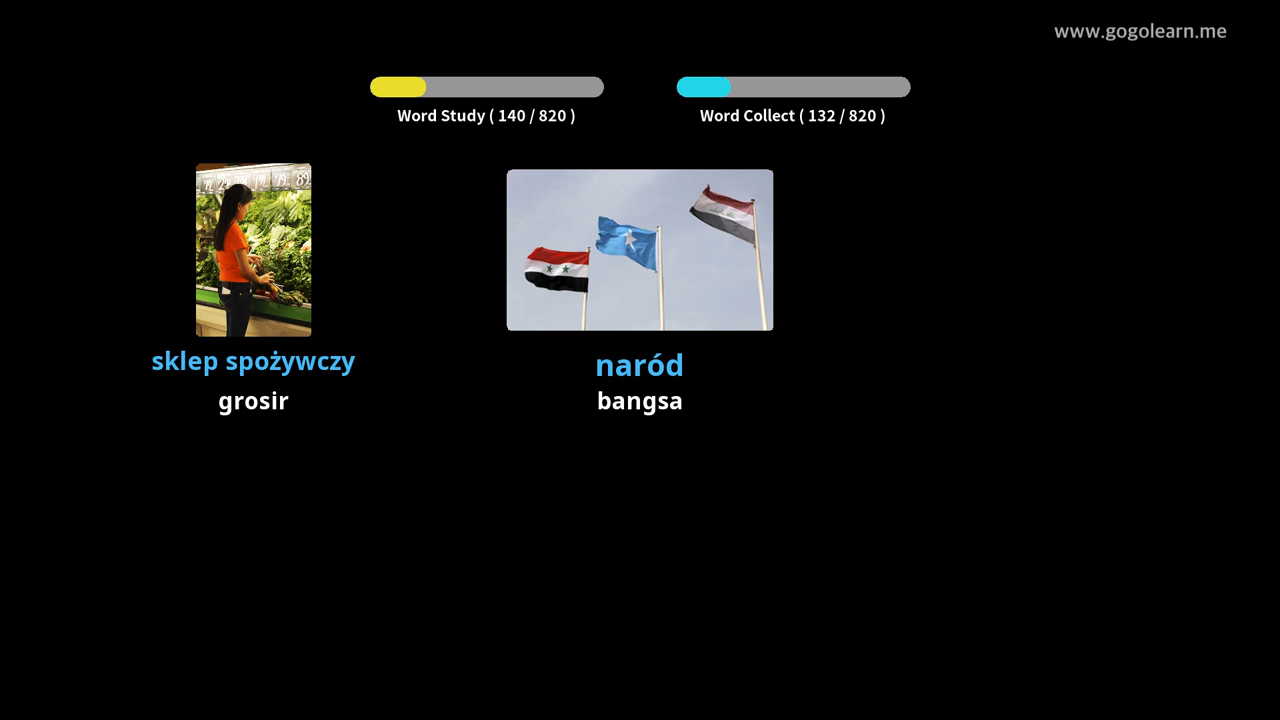 www.gogolearn.me
Word Study ( 140 / 820 )
Word Collect ( 132 / 820 )
sklep spożywczy
grosir
naród
bangsa